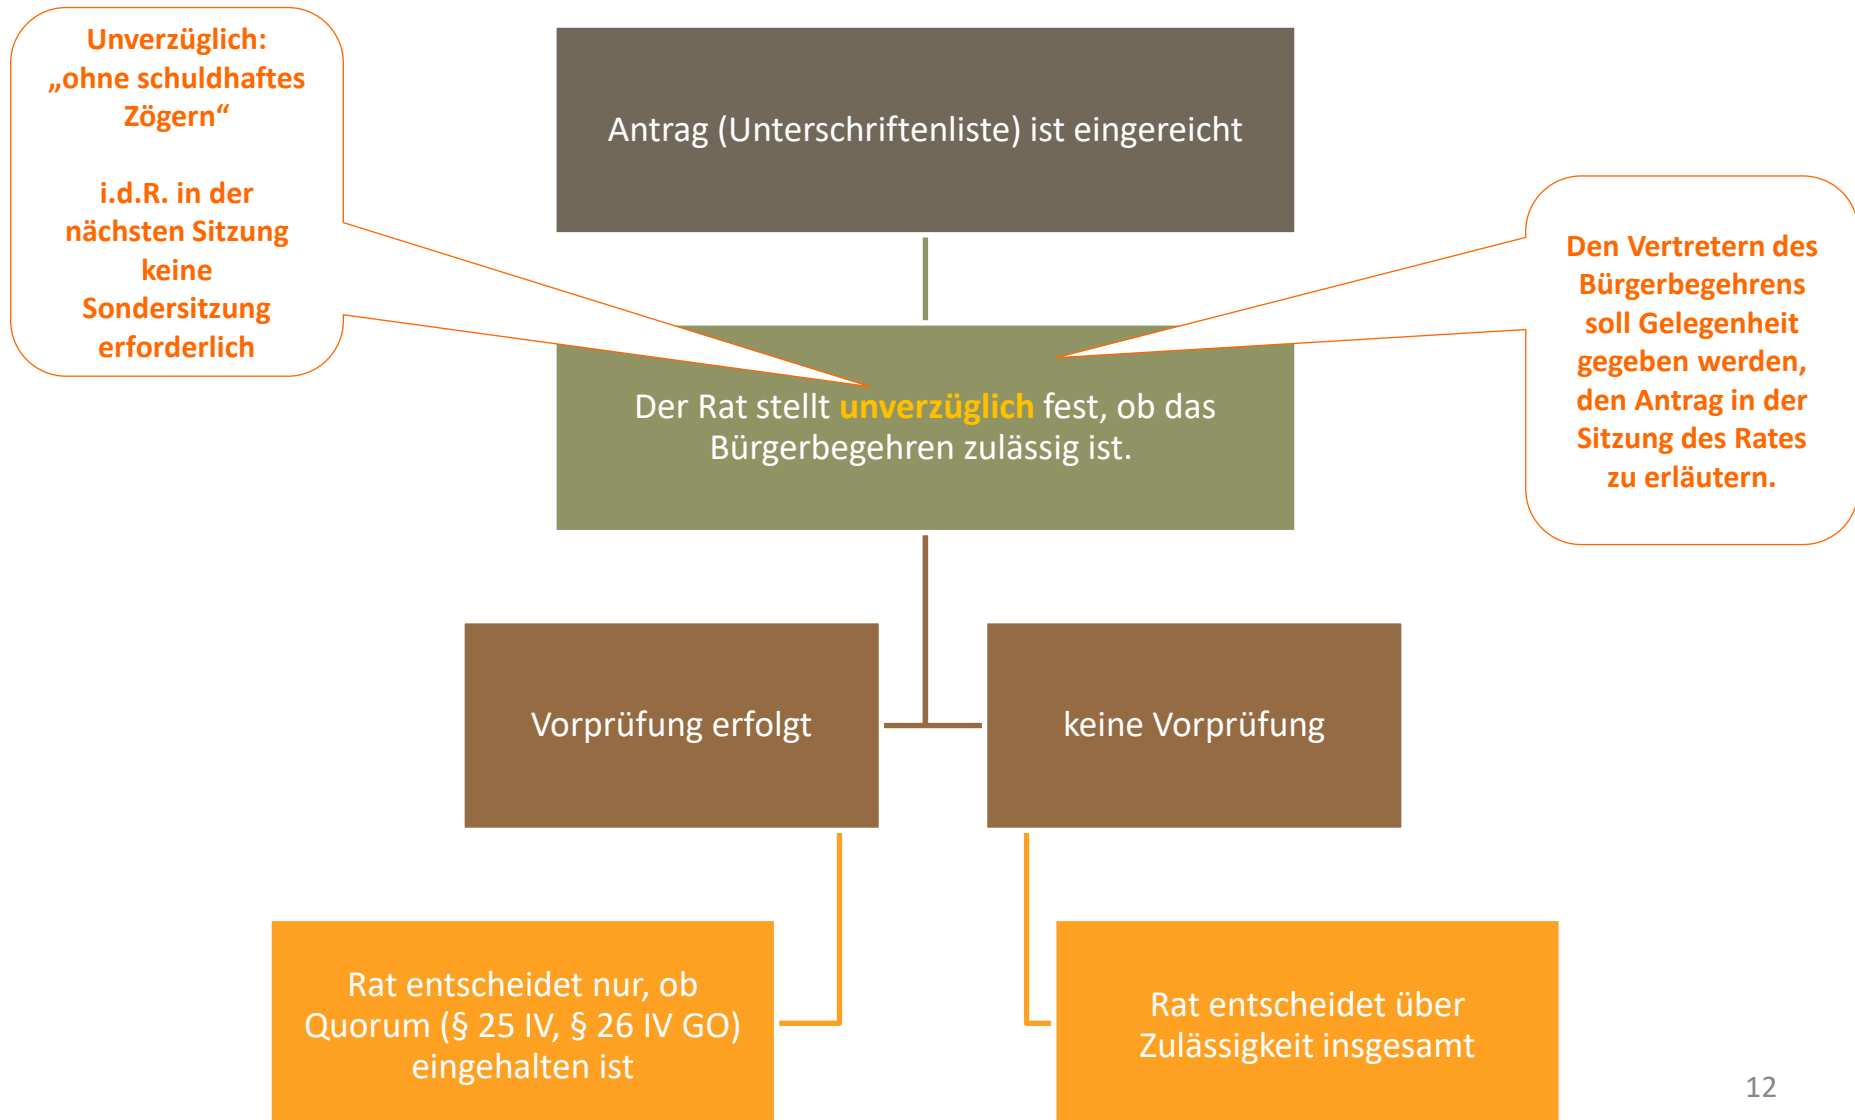 Unverzüglich:
„ohne schuldhaftes
Zögern“
i.d.R. in der
nächsten Sitzung
keine
Sondersitzung
erforderlich
Antrag (Unterschriftenliste) ist eingereicht
Den Vertretern des
Bürgerbegehrens
soll Gelegenheit
gegeben werden,
den Antrag in der
Sitzung des Rates
zu erläutern.
Der Rat stellt unverzüglich fest, ob das
Bürgerbegehren zulässig ist.
Vorprüfung erfolgt
keine Vorprüfung
Rat entscheidet nur, ob
Quorum (§ 25 IV, § 26 IV GO)
eingehalten ist
Rat entscheidet über
Zulässigkeit insgesamt
12